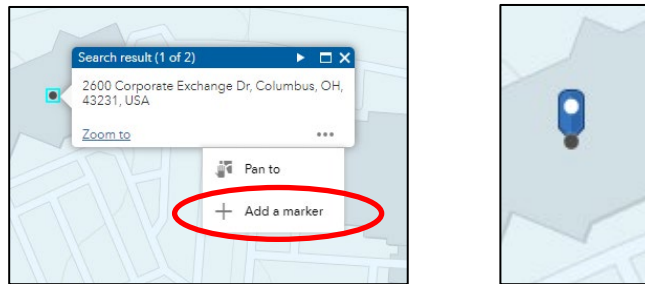 Search result (1 of 2)
2600 Corporate Exchange Dr, Columbus, OH,
43231, USA
Zoom to
Pan to
Add a marker